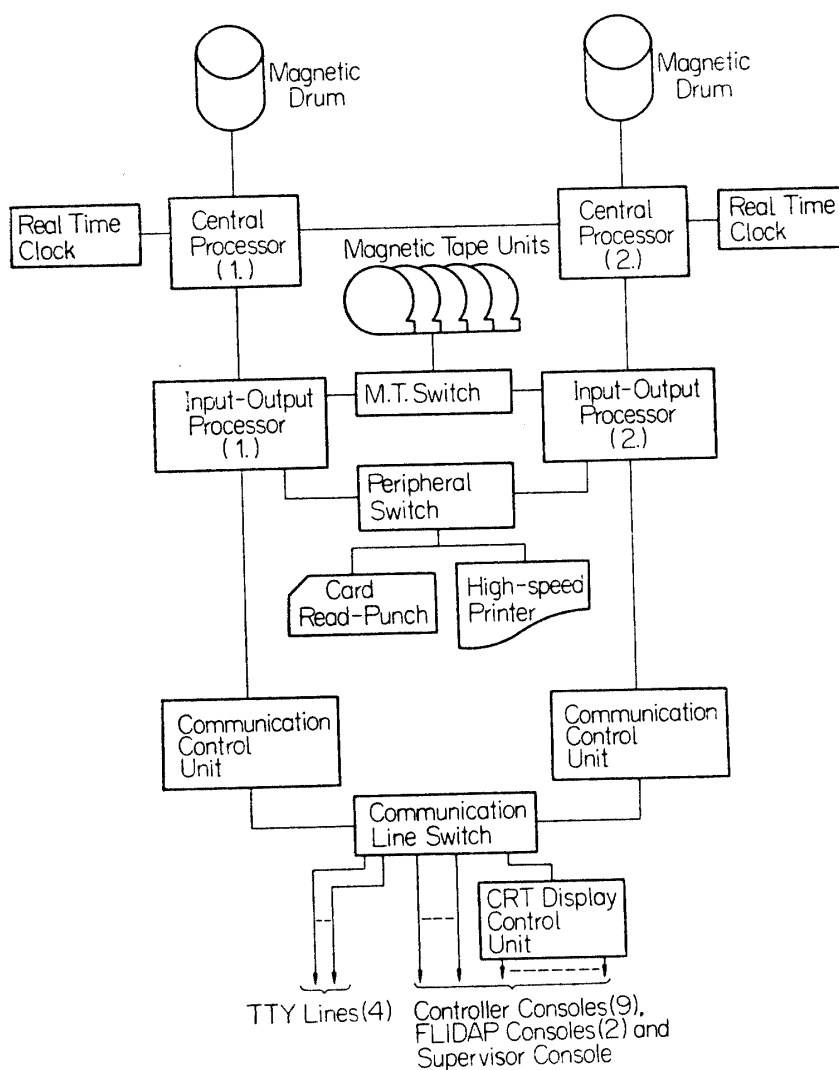 Magnetic
Drum
Magnetic
Drum
Real Time
Clock
Central
Processor
(1.)
Central
Processor
(2.)
Real Time
Clock
Magnetic Tape Units
Input-Output
Processor
(1.)
M.T. Switch
Input-Output
Processor
(2.)
Peripheral
Switch
Card
Read-Punch
High-speed
Printer
Communication
Control
Unit
Communication
Control
Unit
Communication
Line Switch
CRT Display
Control
Unit
TTY Lines(4)
Controller Consoles(9),
FLIDAP Consoles(2) and
Supervisor Console